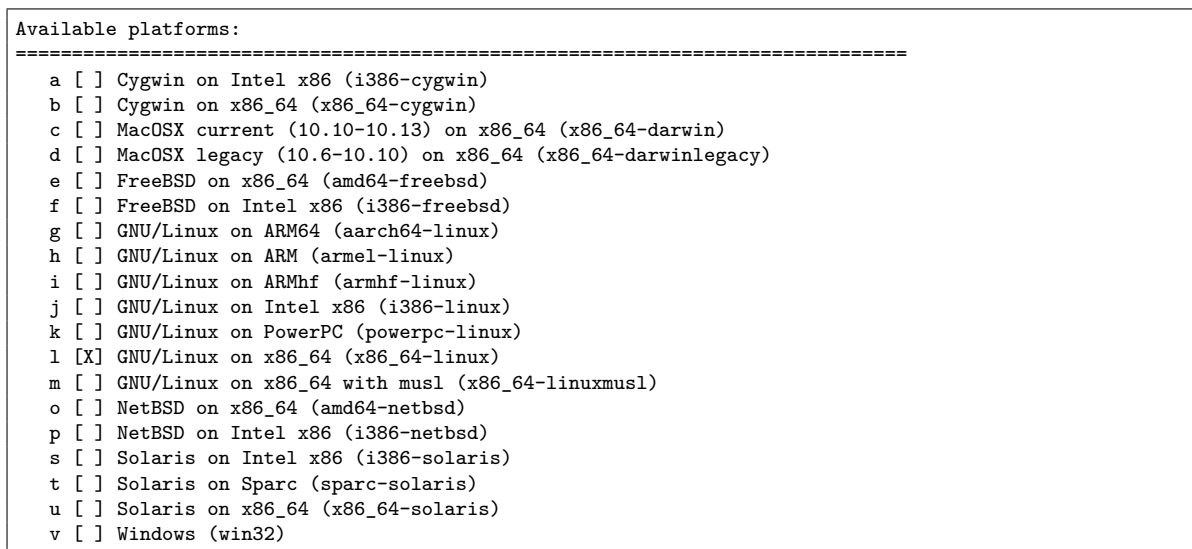 Available platforms:
===============================================================================
   a [ ] Cygwin on Intel x86 (i386-cygwin)
   b [ ] Cygwin on x86_64 (x86_64-cygwin)
   c [ ] MacOSX current (10.10-10.13) on x86_64 (x86_64-darwin)
   d [ ] MacOSX legacy (10.6-10.10) on x86_64 (x86_64-darwinlegacy)
   e [ ] FreeBSD on x86_64 (amd64-freebsd)
   f [ ] FreeBSD on Intel x86 (i386-freebsd)
   g [ ] GNU/Linux on ARM64 (aarch64-linux)
   h [ ] GNU/Linux on ARM (armel-linux)
   i [ ] GNU/Linux on ARMhf (armhf-linux)
   j [ ] GNU/Linux on Intel x86 (i386-linux)
   k [ ] GNU/Linux on PowerPC (powerpc-linux)
   l [X] GNU/Linux on x86_64 (x86_64-linux)
   m [ ] GNU/Linux on x86_64 with musl (x86_64-linuxmusl)
   o [ ] NetBSD on x86_64 (amd64-netbsd)
   p [ ] NetBSD on Intel x86 (i386-netbsd)
   s [ ] Solaris on Intel x86 (i386-solaris)
   t [ ] Solaris on Sparc (sparc-solaris)
   u [ ] Solaris on x86_64 (x86_64-solaris)
   v [ ] Windows (win32)